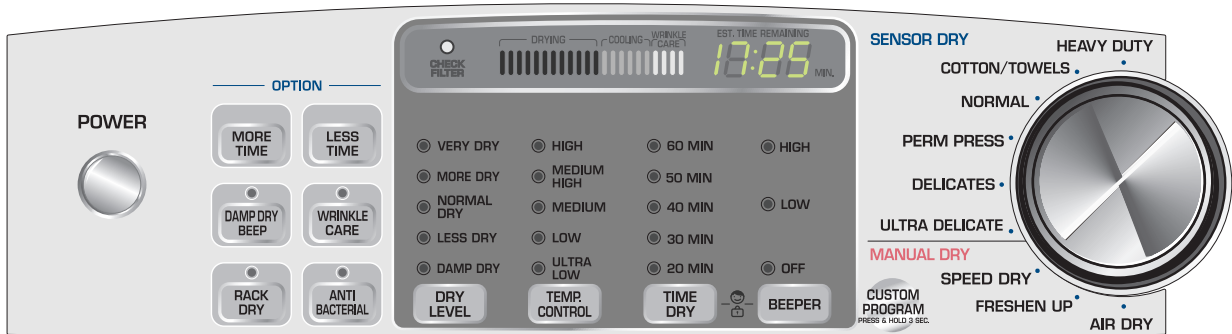 POWER
OPTION
MORE
TIME
LESS
TIME
DAMP DRY
BEEP
WRINKLE
CARE
RACK
DRY
ANTI
BACTERIAL
CHECK
FILTER
DRYING
COOLING
WRINKLE
CARE
EST. TIME REMAINING
17:25
MIN.
VERY DRY
MORE DRY
NORMAL
DRY
LESS DRY
DAMP DRY
DRY
LEVEL
HIGH
MEDIUM
HIGH
MEDIUM
LOW
ULTRA
LOW
TEMP.
CONTROL
60 MIN
50 MIN
40 MIN
30 MIN
20 MIN
TIME
DRY
HIGH
LOW
OFF
BEEPER
SENSOR DRY
HEAVY DUTY
COTTON/TOWELS
NORMAL
PERM PRESS
DELICATES
ULTRA DELICATE
MANUAL DRY
SPEED DRY
FRESHEN UP
AIR DRY
CUSTOM
PROGRAM
PRESS & HOLD 3 SEC.